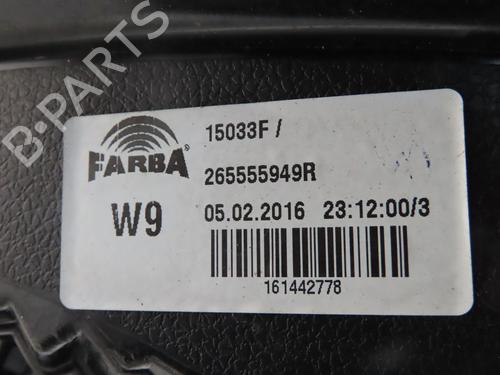 B-PARTS
FARBA
15033F /
265555949R
W9
05.02.2016 23:12:00/3
161442778